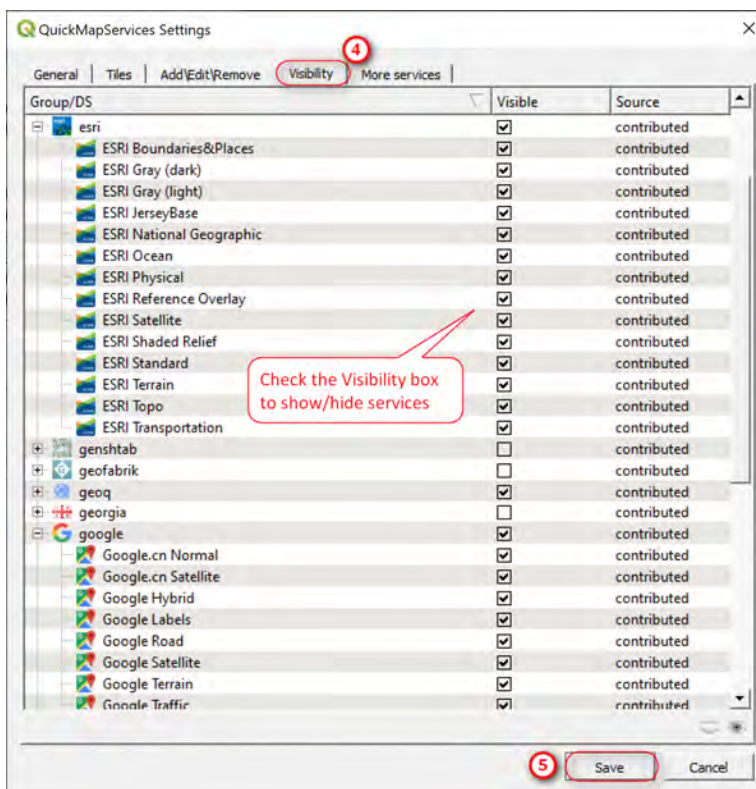 QuickMapServices Settings
4
General Tiles Add\Edit\Remove Visibility More services
Group/DS Visible Source
esri contributed
ESRI Boundaries&Places contributed
ESRI Gray (dark) contributed
ESRI Gray (light) contributed
ESRI JerseyBase contributed
ESRI National Geographic contributed
ESRI Ocean contributed
ESRI Physical contributed
ESRI Reference Overlay contributed
ESRI Satellite contributed
ESRI Shaded Relief contributed
ESRI Standard contributed
ESRI Terrain contributed
ESRI Topo contributed
ESRI Transportation contributed
Check the Visibility box
to show/hide services
genshtab contributed
geofabrik contributed
geoq contributed
georgia contributed
google contributed
Google.cn Normal contributed
Google.cn Satellite contributed
Google Hybrid contributed
Google Labels contributed
Google Road contributed
Google Satellite contributed
Google Terrain contributed
Google Traffic contributed
5 Save Cancel